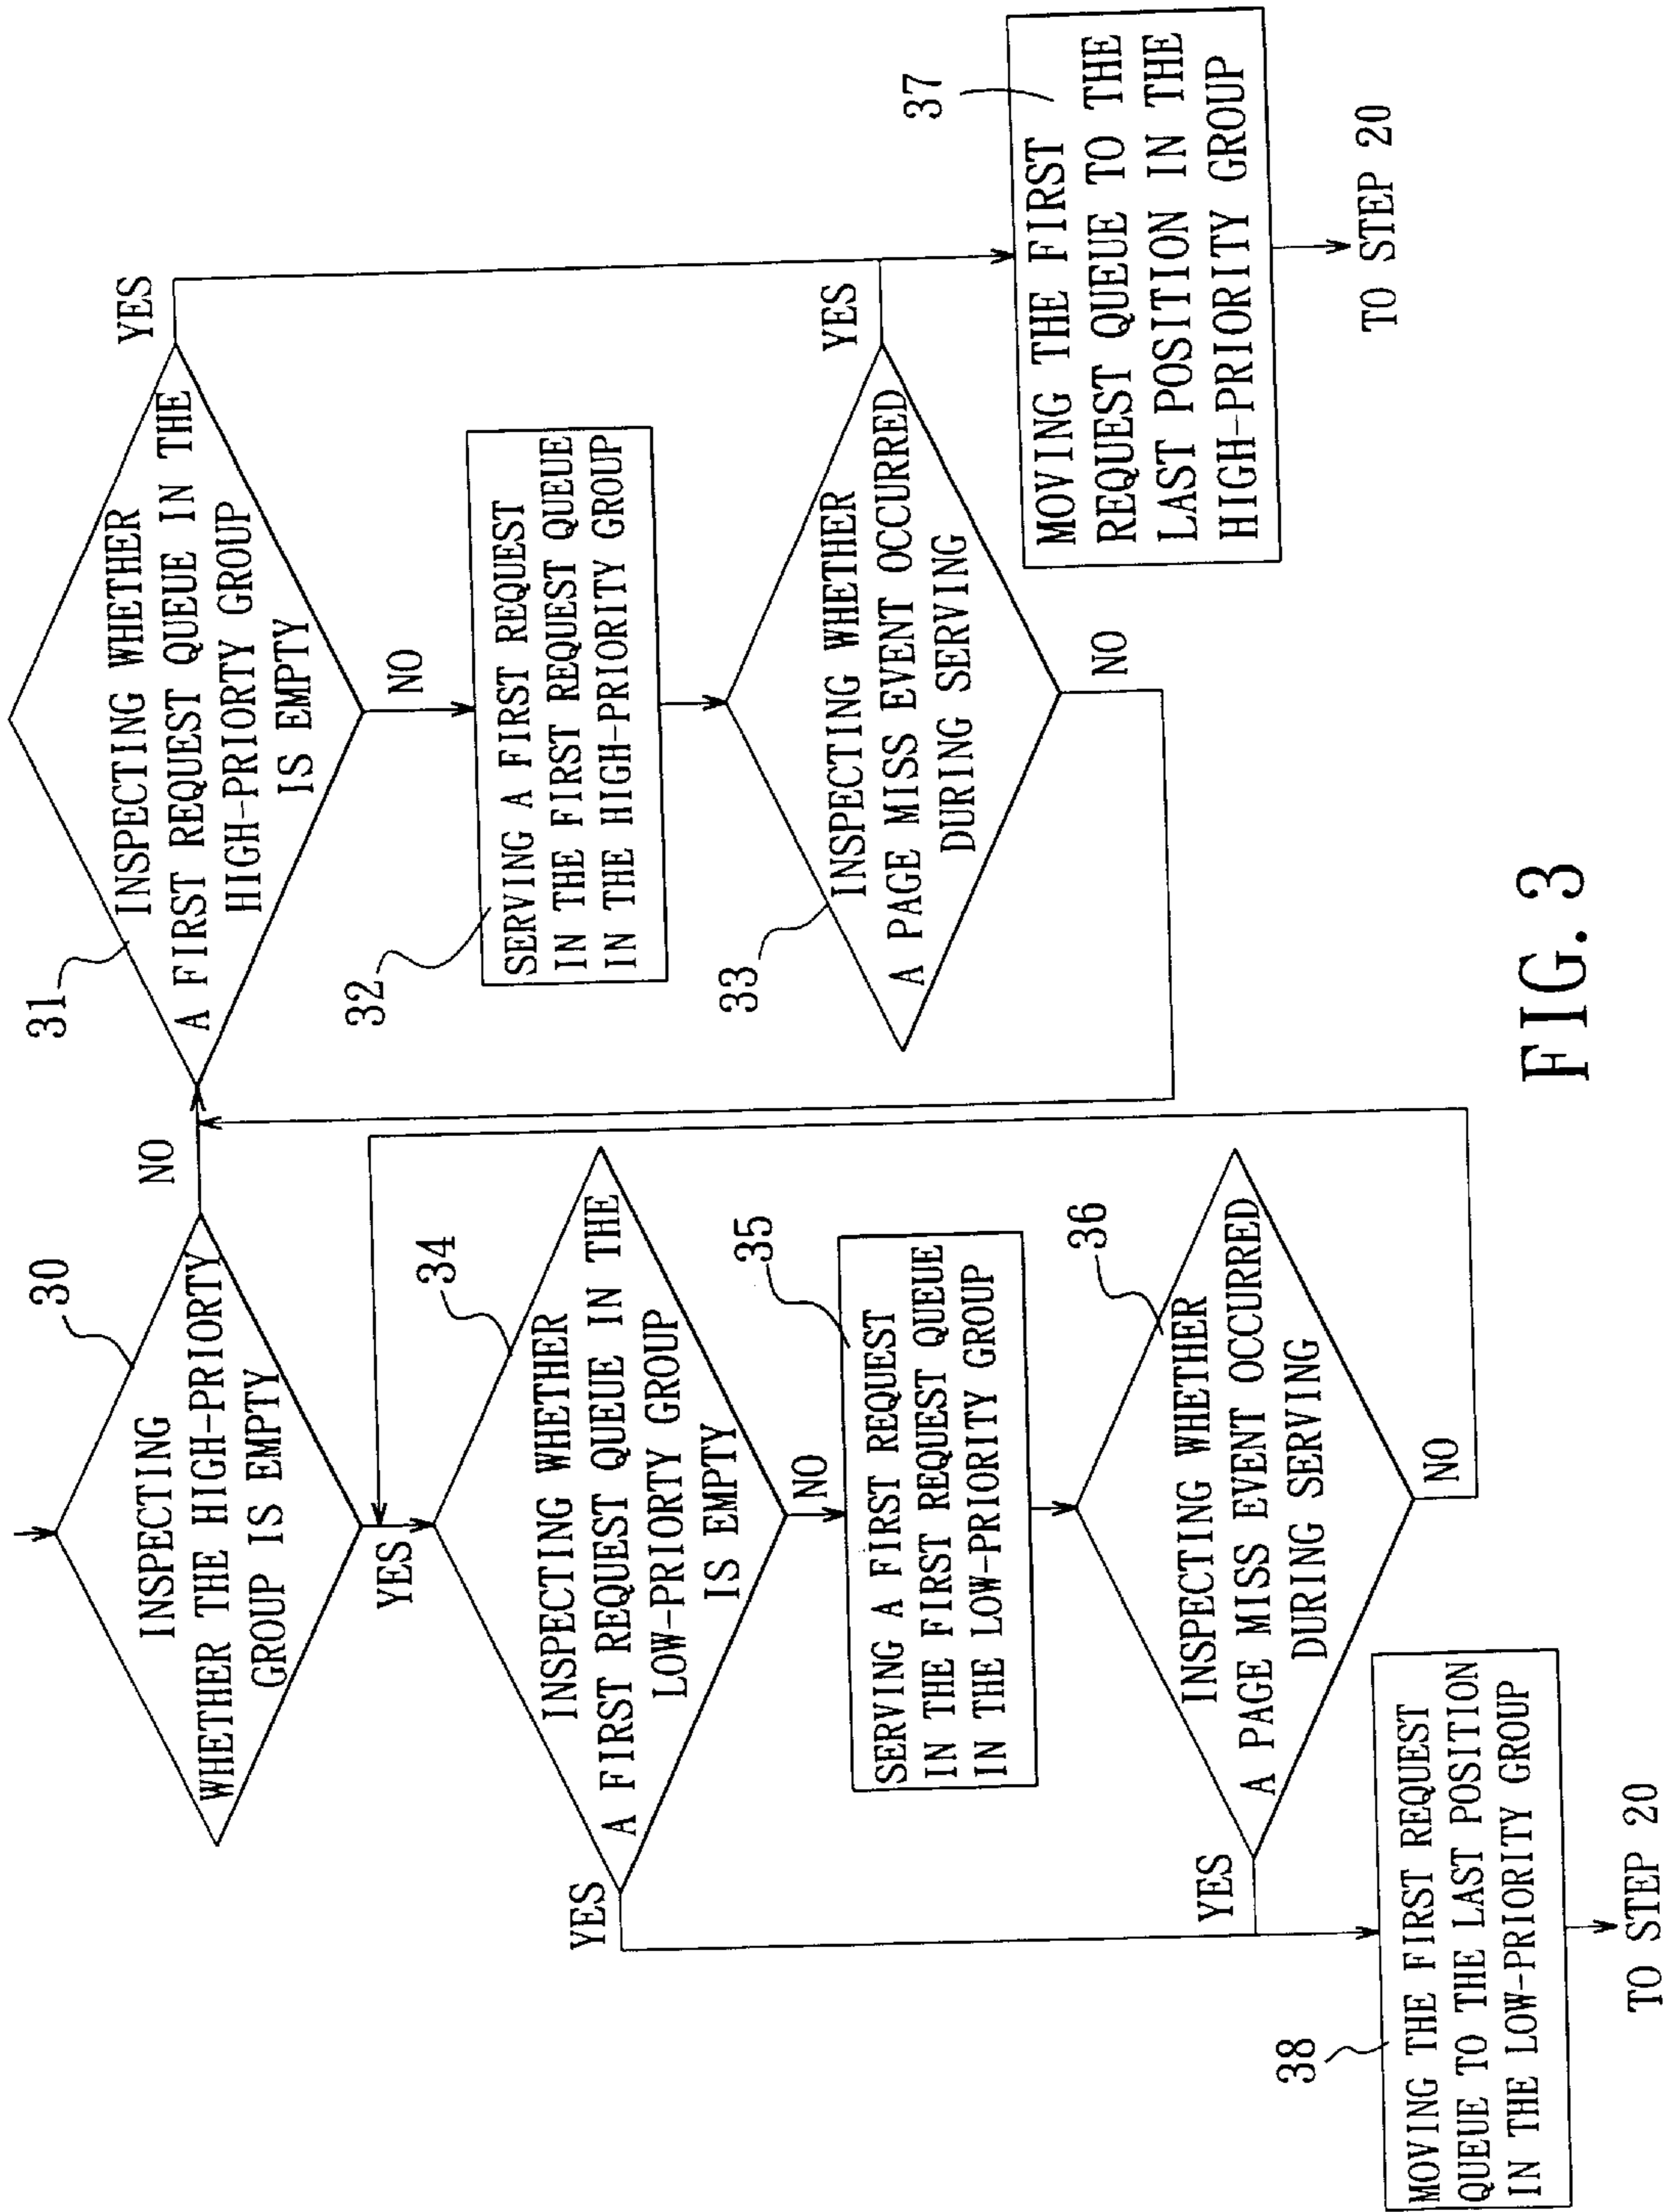 30
INSPECTING
WHETHER THE HIGH-PRIORTY
GROUP IS EMPTY
NO
YES
31
INSPECTING WHETHER
A FIRST REQUEST QUEUE IN THE
HIGH-PRIORTY GROUP
IS EMPTY
YES
NO
32
SERVING A FIRST REQUEST
IN THE FIRST REQUEST QUEUE
IN THE HIGH-PRIORTY GROUP
33
INSPECTING WHETHER
A PAGE MISS EVENT OCCURRED
DURING SERVING
YES
NO
34
INSPECTING WHETHER
A FIRST REQUEST QUEUE IN THE
LOW-PRIORTY GROUP
IS EMPTY
YES
NO
35
SERVING A FIRST REQUEST
IN THE FIRST REQUEST QUEUE
IN THE LOW-PRIORTY GROUP
36
INSPECTING WHETHER
A PAGE MISS EVENT OCCURRED
DURING SERVING
YES
NO
37
MOVING THE FIRST
REQUEST QUEUE TO THE
LAST POSITION IN THE
HIGH-PRIORTY GROUP
TO STEP 20
38
MOVING THE FIRST REQUEST
QUEUE TO THE LAST POSITION
IN THE LOW-PRIORTY GROUP
TO STEP 20
FIG. 3